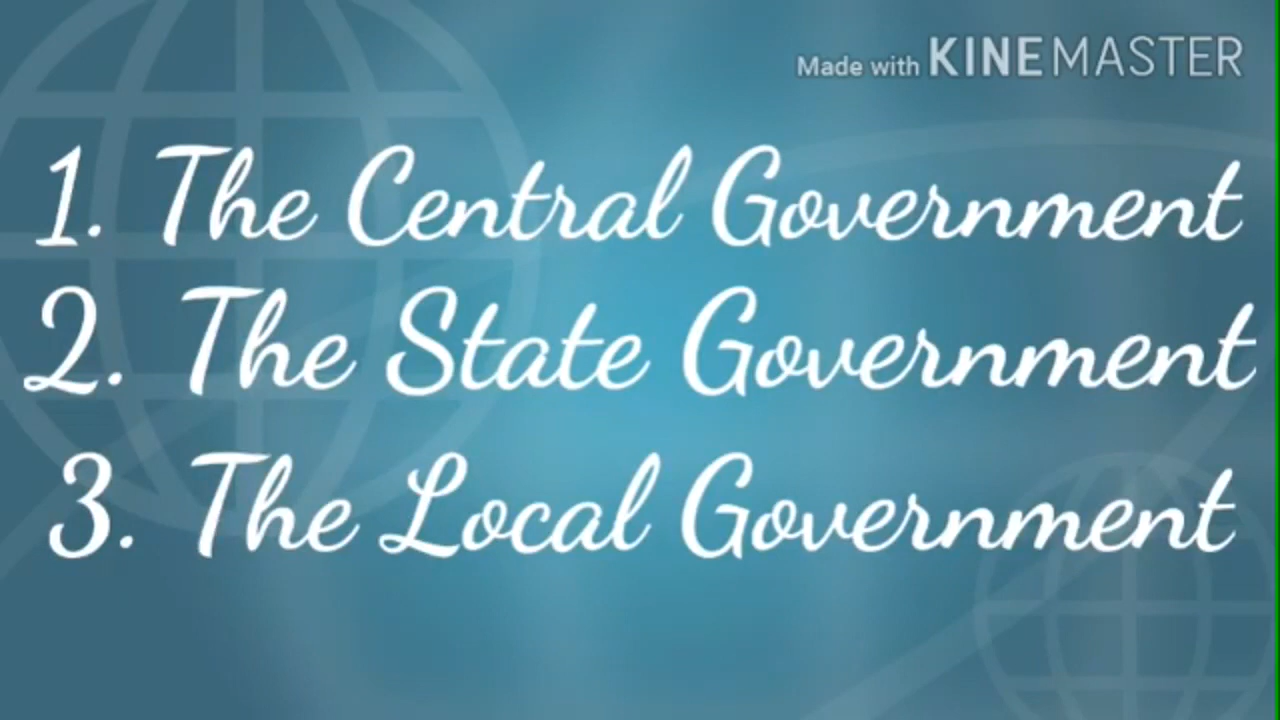 Made with KINEMASTER
1. The Central Government
2. The State Government
3. The Local Government